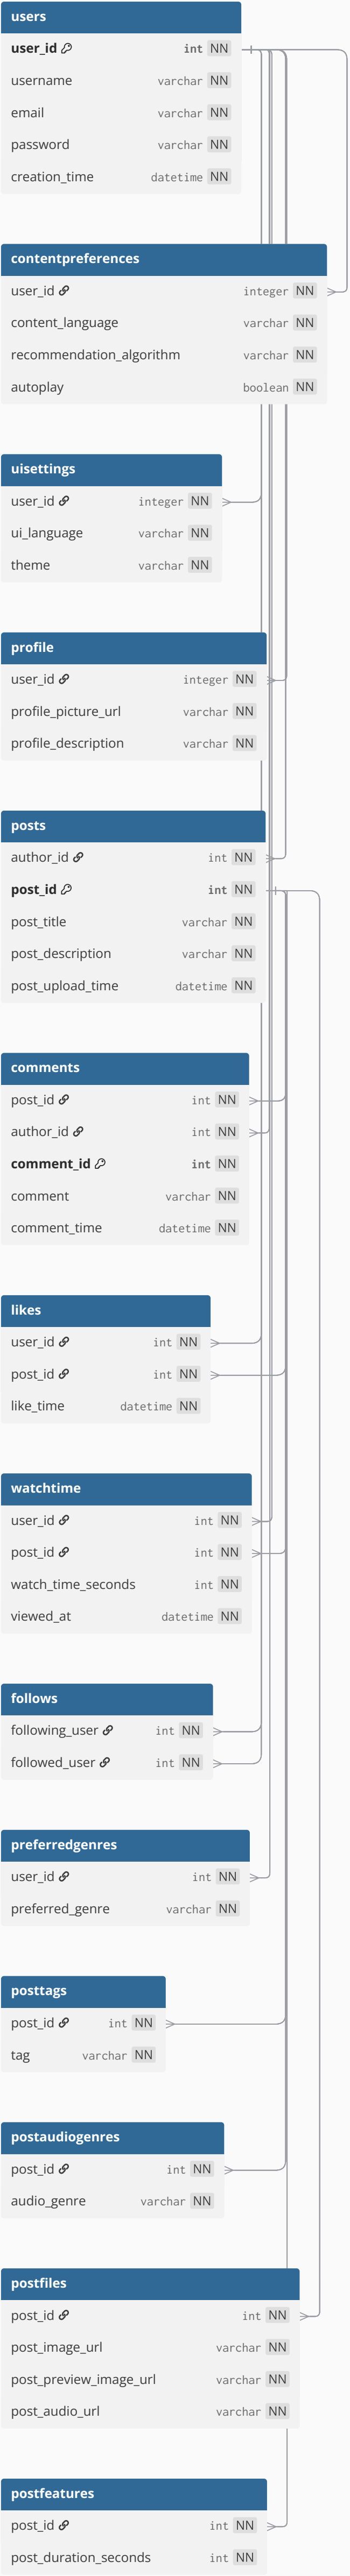 users
user_id int NN
username varchar NN
email varchar NN
password varchar NN
creation_time datetime NN
contentpreferences
user_id integer NN
content_language varchar NN
recommendation_algorithm varchar NN
autoplay boolean NN
uisettings
user_id integer NN
ui_language varchar NN
theme varchar NN
profile
user_id integer NN
profile_picture_url varchar NN
profile_description varchar NN
posts
author_id int NN
post_id int NN
post_title varchar NN
post_description varchar NN
post_upload_time datetime NN
comments
post_id int NN
author_id int NN
comment_id int NN
comment varchar NN
comment_time datetime NN
likes
user_id int NN
post_id int NN
like_time datetime NN
watchtime
user_id int NN
post_id int NN
watch_time_seconds int NN
viewed_at datetime NN
follows
following_user int NN
followed_user int NN
preferredgenres
user_id int NN
preferred_genre varchar NN
posttags
post_id int NN
tag varchar NN
postaudiogenres
post_id int NN
audio_genre varchar NN
postfiles
post_id int NN
post_image_url varchar NN
post_preview_image_url varchar NN
post_audio_url varchar NN
postfeatures
post_id int NN
post_duration_seconds int NN